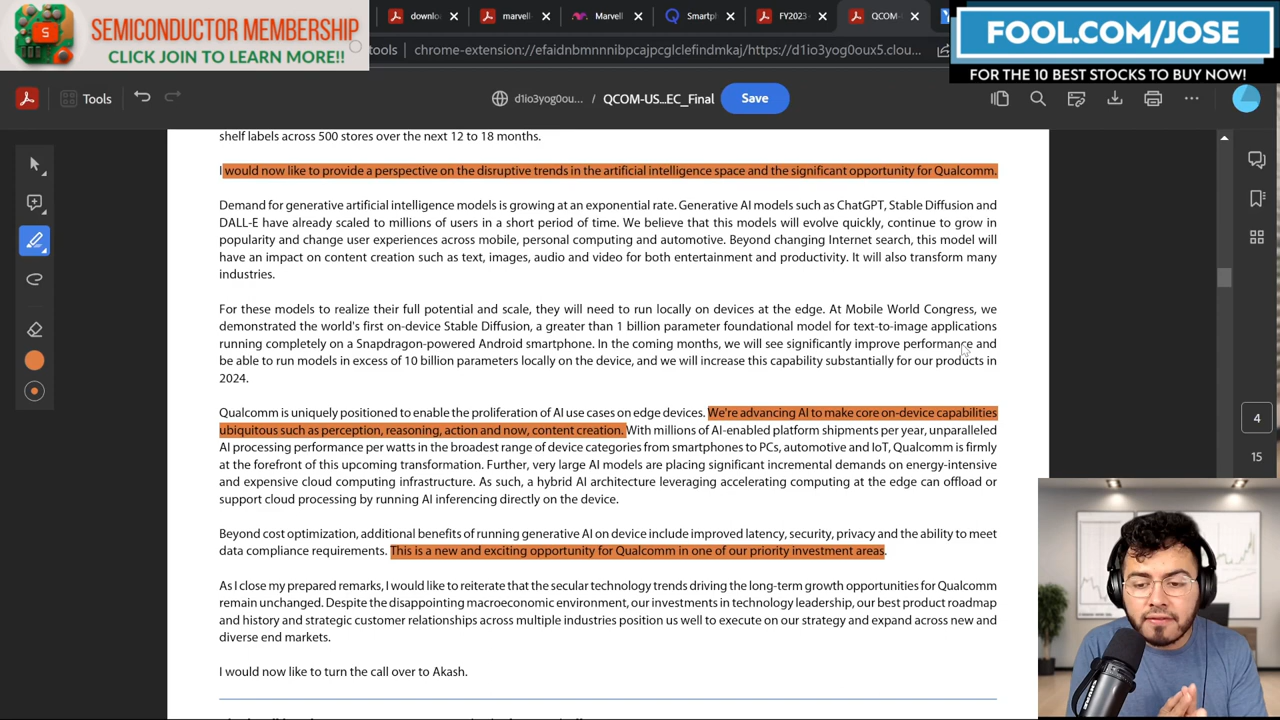 SEMICONDUCTOR MEMBERSHIP
CLICK JOIN TO LEARN MORE!!
downlo
marvell
Marvell
Smartph
FY2023
QCOM-
FOOL.COM/JOSE
FOR THE 10 BEST STOCKS TO BUY NOW!
tools
chrome-extension://efaidnbmnnnibpcajpcglclefindmkaj/https://d1io3yog0oux5.clou...
Tools
d1io3yog0ou... / QCOM-US...EC_Final
Save
shelf labels across 500 stores over the next 12 to 18 months.
I would now like to provide a perspective on the disruptive trends in the artificial intelligence space and the significant opportunity for Qualcomm.
Demand for generative artificial intelligence models is growing at an exponential rate. Generative AI models such as ChatGPT, Stable Diffusion and
DALL-E have already scaled to millions of users in a short period of time. We believe that this models will evolve quickly, continue to grow in
popularity and change user experiences across mobile, personal computing and automotive. Beyond changing Internet search, this model will
have an impact on content creation such as text, images, audio and video for both entertainment and productivity. It will also transform many
industries.
For these models to realize their full potential and scale, they will need to run locally on devices at the edge. At Mobile World Congress, we
demonstrated the world's first on-device Stable Diffusion, a greater than 1 billion parameter foundational model for text-to-image applications
running completely on a Snapdragon-powered Android smartphone. In the coming months, we will see significantly improve performance and
be able to run models in excess of 10 billion parameters locally on the device, and we will increase this capability substantially for our products in
2024.
Qualcomm is uniquely positioned to enable the proliferation of AI use cases on edge devices. We're advancing AI to make core on-device capabilities
ubiquitous such as perception, reasoning, action and now, content creation. With millions of AI-enabled platform shipments per year, unparalleled
AI processing performance per watts in the broadest range of device categories from smartphones to PCs, automotive and IoT, Qualcomm is firmly
at the forefront of this upcoming transformation. Further, very large AI models are placing significant incremental demands on energy-intensive
and expensive cloud computing infrastructure. As such, a hybrid AI architecture leveraging accelerating computing at the edge can offload or
support cloud processing by running AI inferencing directly on the device.
Beyond cost optimization, additional benefits of running generative AI on device include improved latency, security, privacy and the ability to meet
data compliance requirements. This is a new and exciting opportunity for Qualcomm in one of our priority investment areas.
As I close my prepared remarks, I would like to reiterate that the secular technology trends driving the long-term growth opportunities for Qualcomm
remain unchanged. Despite the disappointing macroeconomic environment, our investments in technology leadership, our best product roadmap
and history and strategic customer relationships across multiple industries position us well to execute on our strategy and expand across new and
diverse end markets.
I would now like to turn the call over to Akash.
4
15